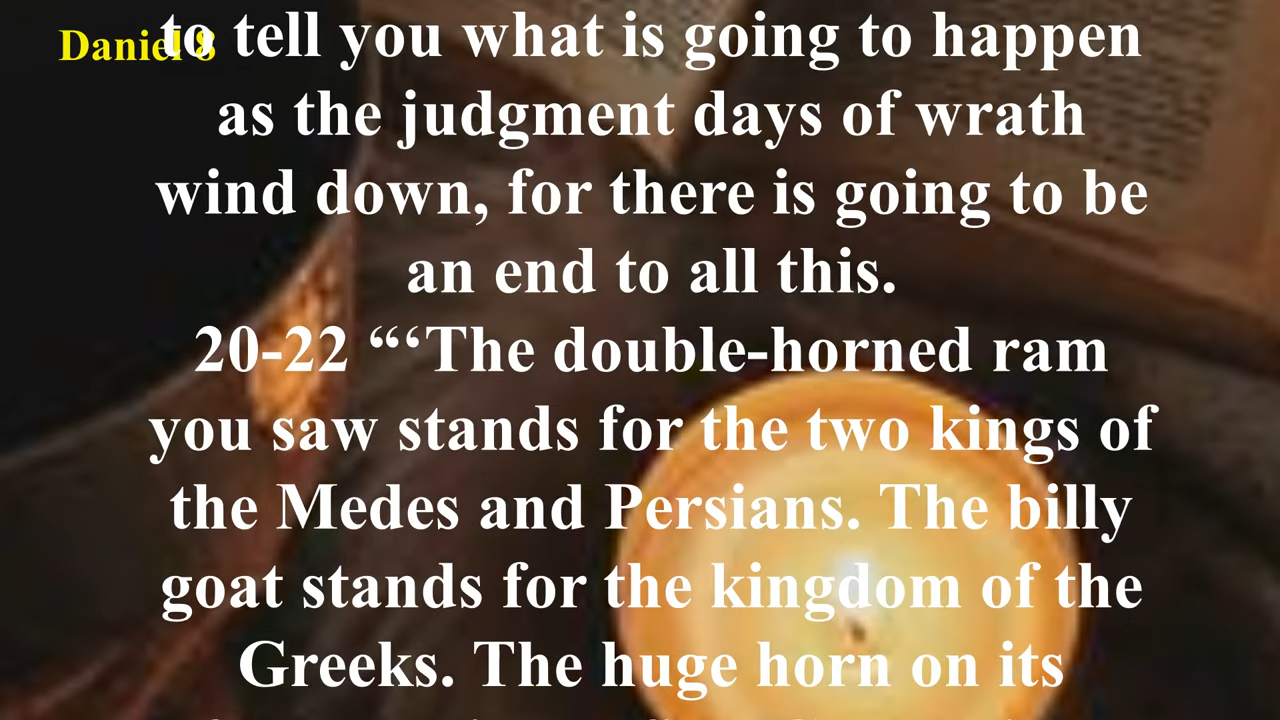 Daniel 8
to tell you what is going to happen
as the judgment days of wrath
wind down, for there is going to be
an end to all this.
20-22 “‘The double-horned ram
you saw stands for the two kings of
the Medes and Persians. The billy
goat stands for the kingdom of the
Greeks. The huge horn on its